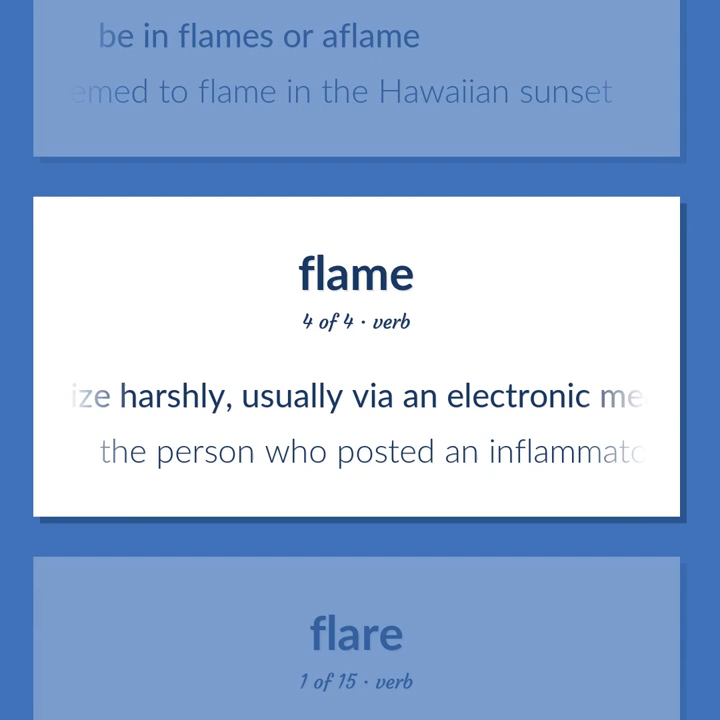 be in flames or aflame
emed to flame in the Hawaiian sunset
flame
4 of 4 · verb
ize harshly, usually via an electronic me
the person who posted an inflammato
flare
1 of 15 · verb